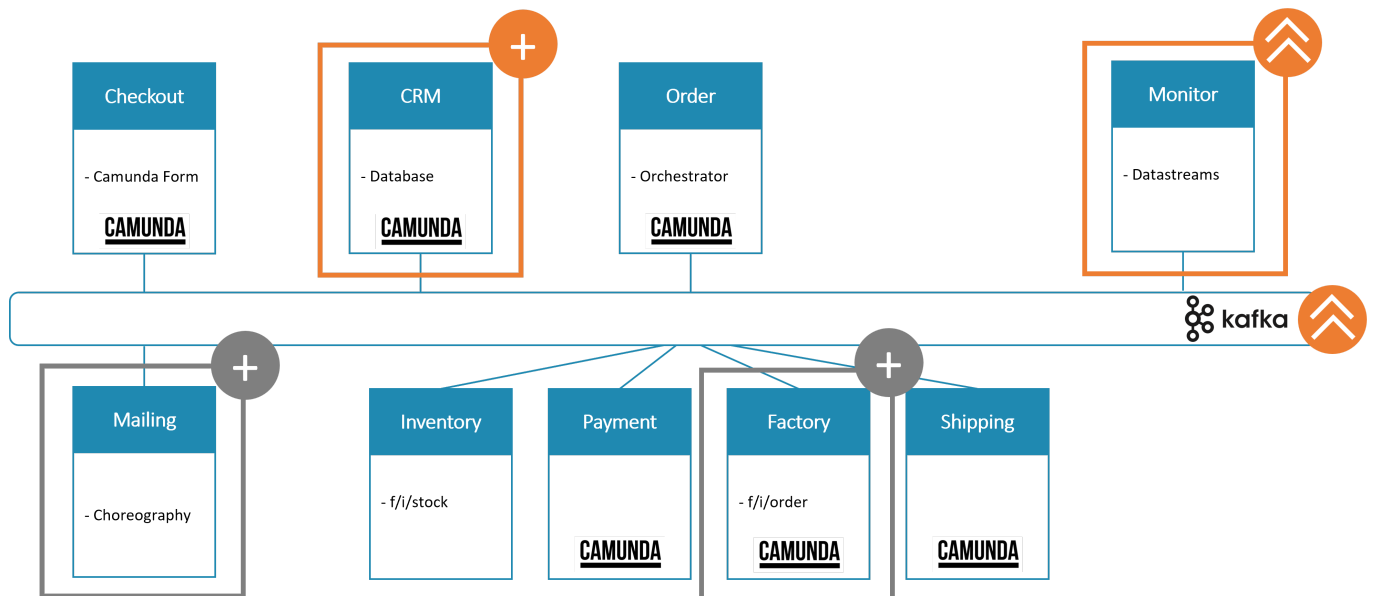 Checkout
CRM
Order
Monitor
- Camunda Form
- Database
- Orchestrator
- Datastreams
CAMUNDA
CAMUNDA
CAMUNDA
kafka
Mailing
Inventory
Payment
Factory
Shipping
- Choreography
- f/i/stock
- f/i/order
CAMUNDA
CAMUNDA
CAMUNDA